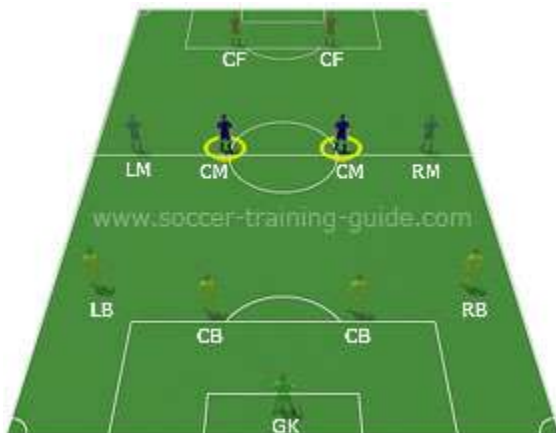 CF CF
LM CM CM RM
www.soccer-training-guide.com
LB RB
CB CB
GK